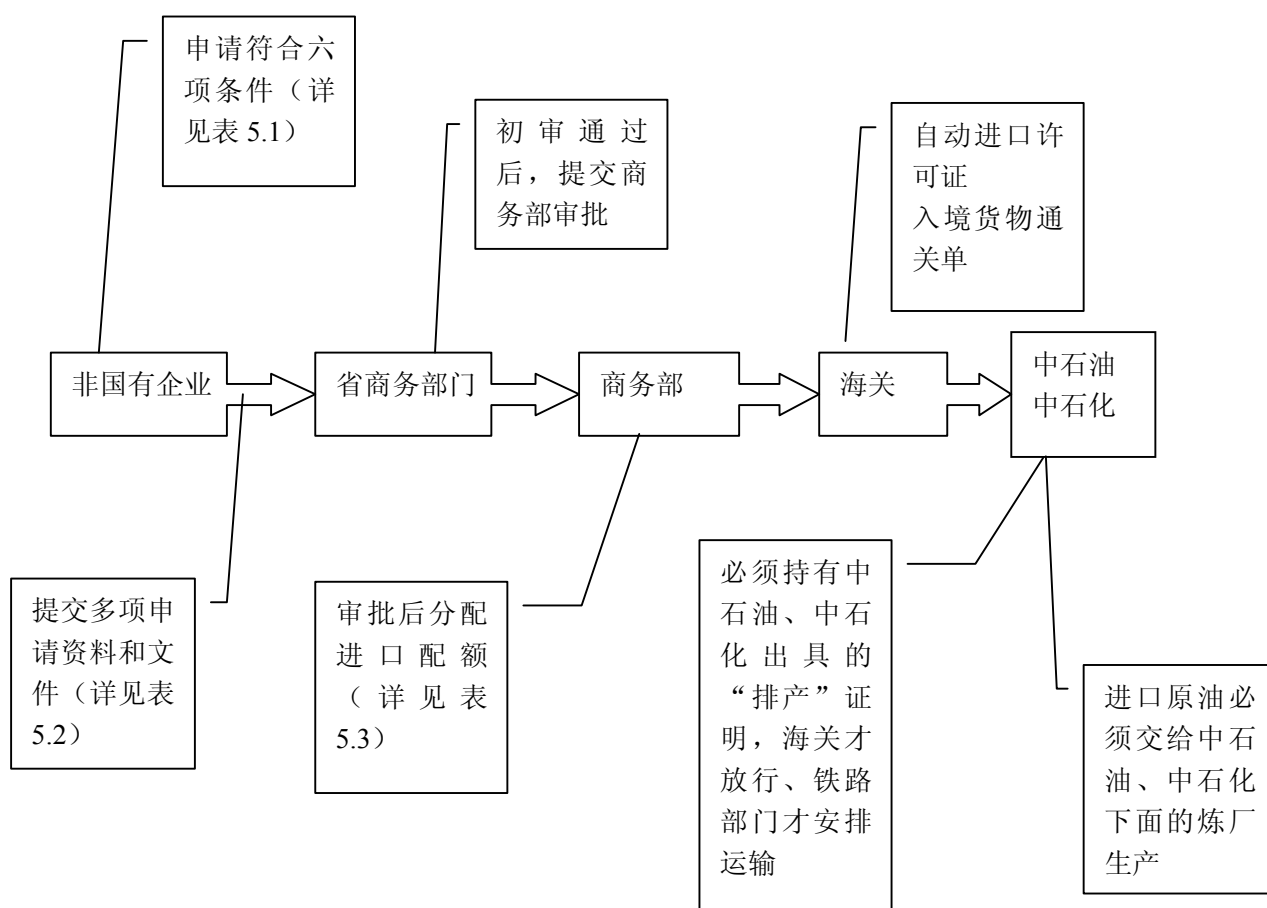 申请符合六
项条件（详
见表 5.1）
初审通过
后，提交商
务部审批
自动进口许
可证
入境货物通
关单
非国有企业
省商务部门
商务部
海关
中石油
中石化
提交多项申
请资料和文
件（详见表
5.2）
审批后分配
进口配额
（详见表
5.3）
必须持有中
石油、中石
化出具的
“排产”证
明，海关才
放行、铁路
部门才安排
运输
进口原油必
须交给中石
油、中石化
下面的炼厂
生产